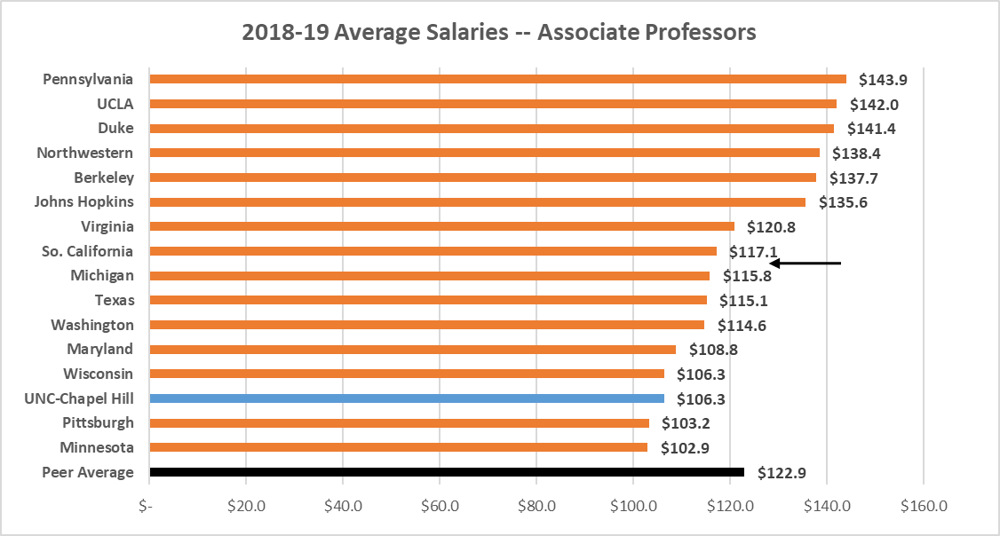 2018-19 Average Salaries -- Associate Professors
Pennsylvania $143.9
UCLA $142.0
Duke $141.4
Northwestern $138.4
Berkeley $137.7
Johns Hopkins $135.6
Virginia $120.8
So. California $117.1
Michigan $115.8
Texas $115.1
Washington $114.6
Maryland $108.8
Wisconsin $106.3
UNC-Chapel Hill $106.3
Pittsburgh $103.2
Minnesota $102.9
Peer Average $122.9
$- $20.0 $40.0 $60.0 $80.0 $100.0 $120.0 $140.0 $160.0